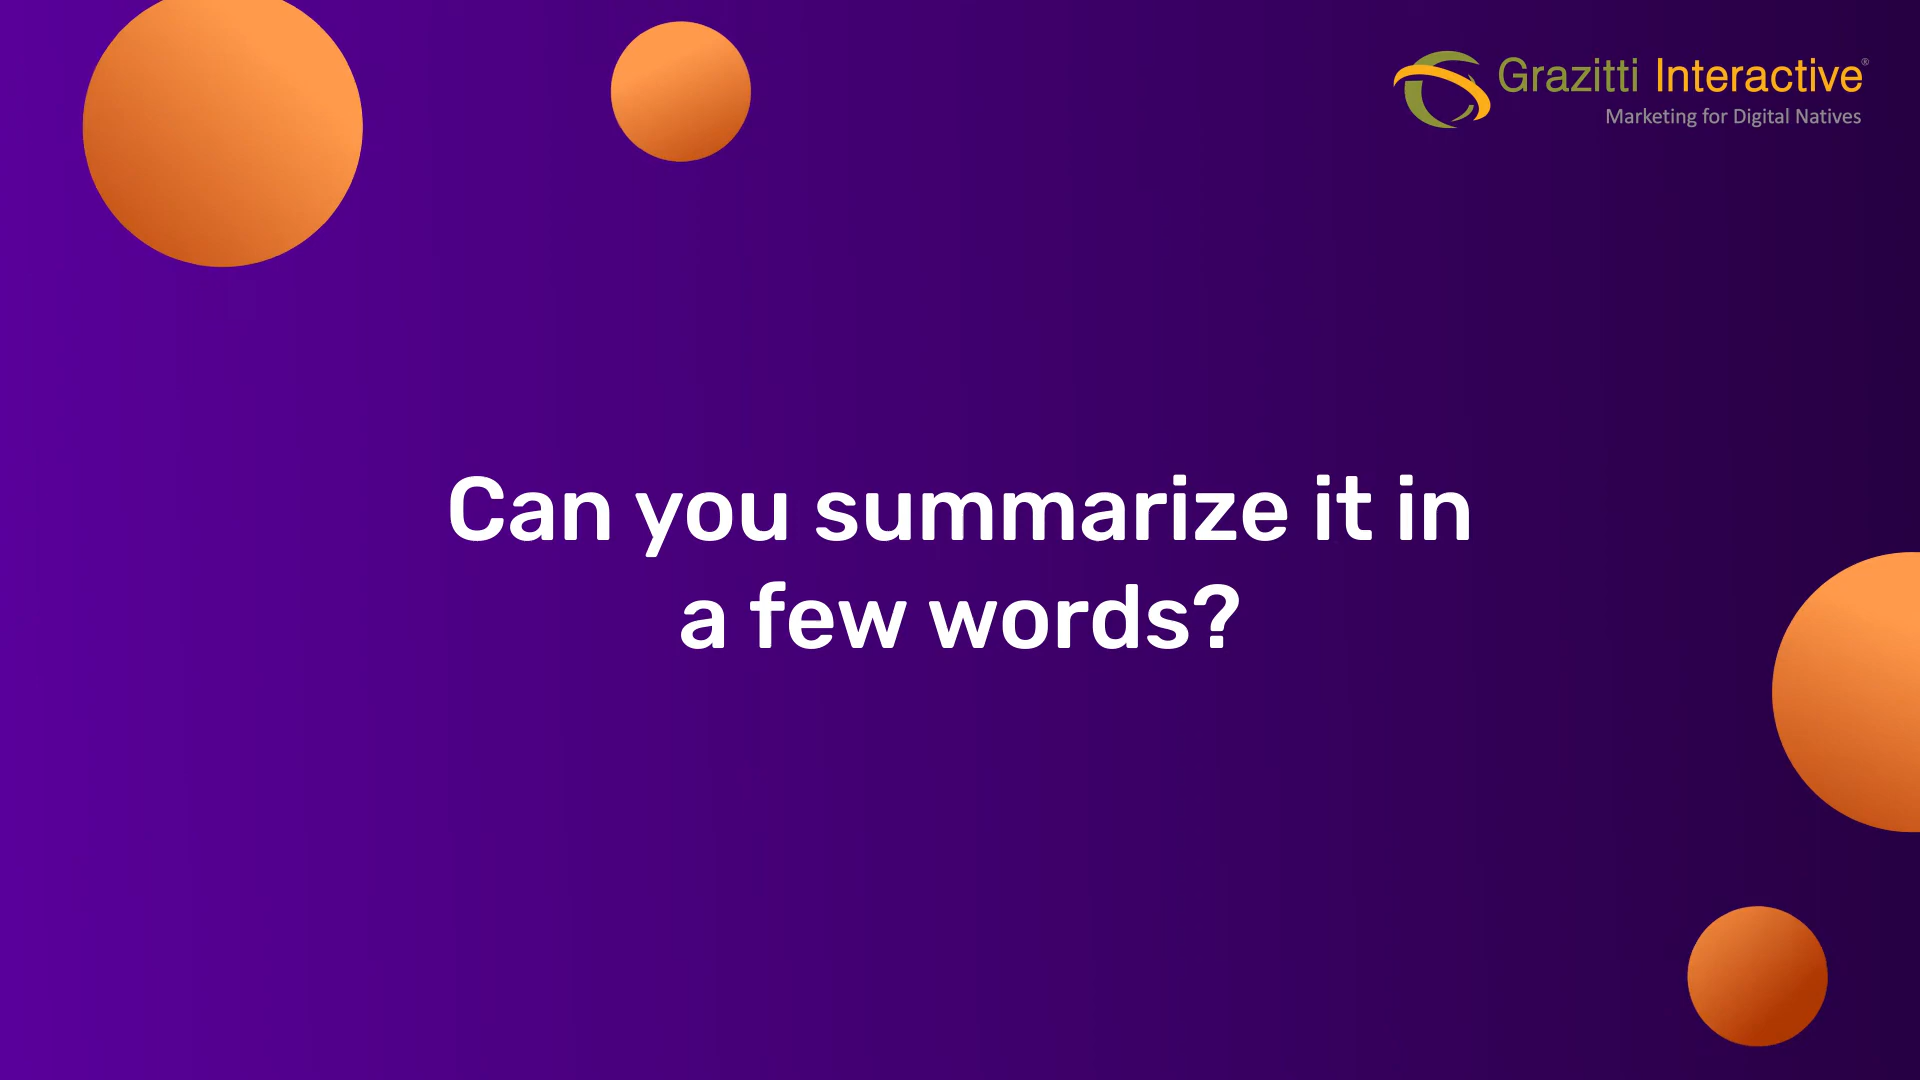 Grazitti Interactive®
Marketing for Digital Natives
Can you summarize it in
a few words?